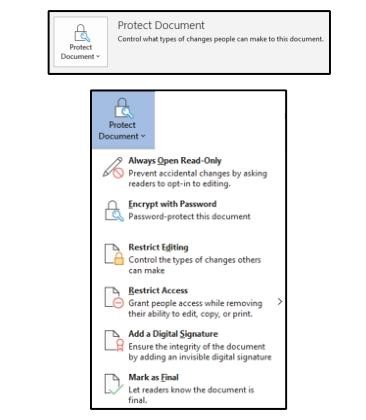 Protect
Document
Protect Document
Control what types of changes people can make to this document.
Protect
Document
Always Open Read-Only
Prevent accidental changes by asking
readers to opt-in to editing.
Encrypt with Password
Password-protect this document
Restrict Editing
Control the types of changes others
can make
Restrict Access
Grant people access while removing
their ability to edit, copy, or print.
Add a Digital Signature
Ensure the integrity of the document
by adding an invisible digital signature
Mark as Final
Let readers know the document is
final.